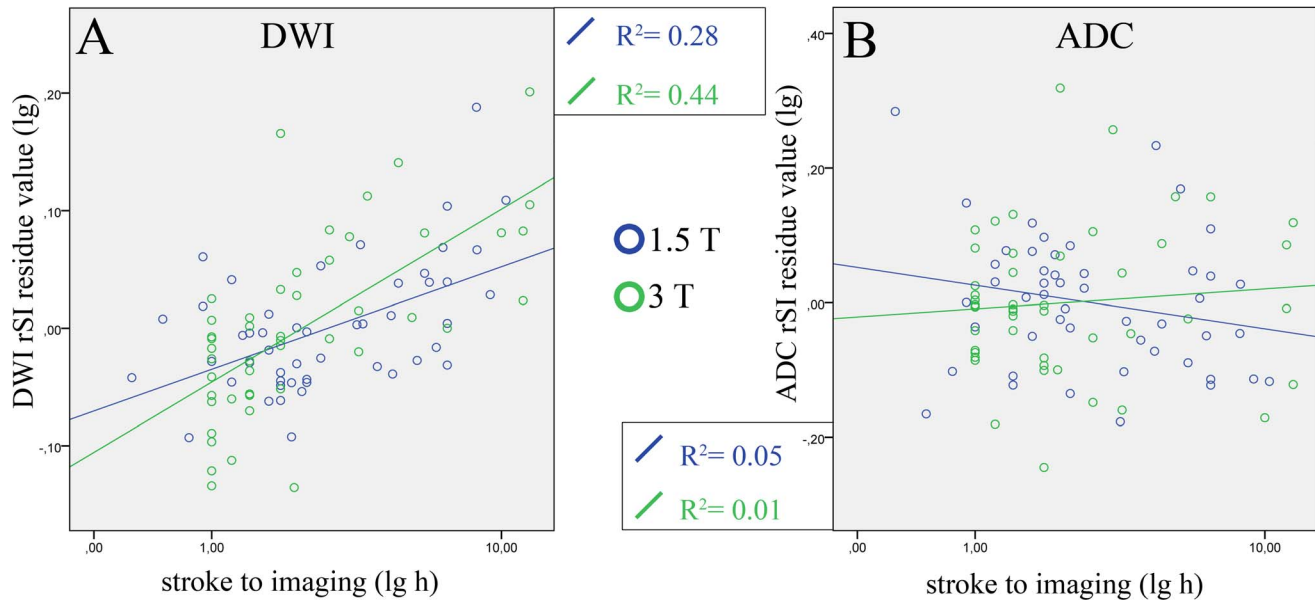 A
DWI
R²= 0.28
R²= 0.44
DWI rSI residue value (lg)
,20
,10
,00
-,10
,00
1,00
10,00
stroke to imaging (lg h)
1.5 T
3 T
B
ADC
ADC rSI residue value (lg)
,40
,20
,00
-,20
R²= 0.05
R²= 0.01
,00
1,00
10,00
stroke to imaging (lg h)